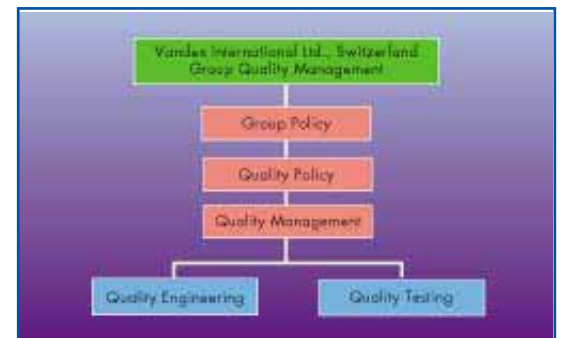 Vandex International Ltd., Switzerland
Group Quality Management
Group Policy
Quality Policy
Quality Management
Quality Engineering
Quality Testing